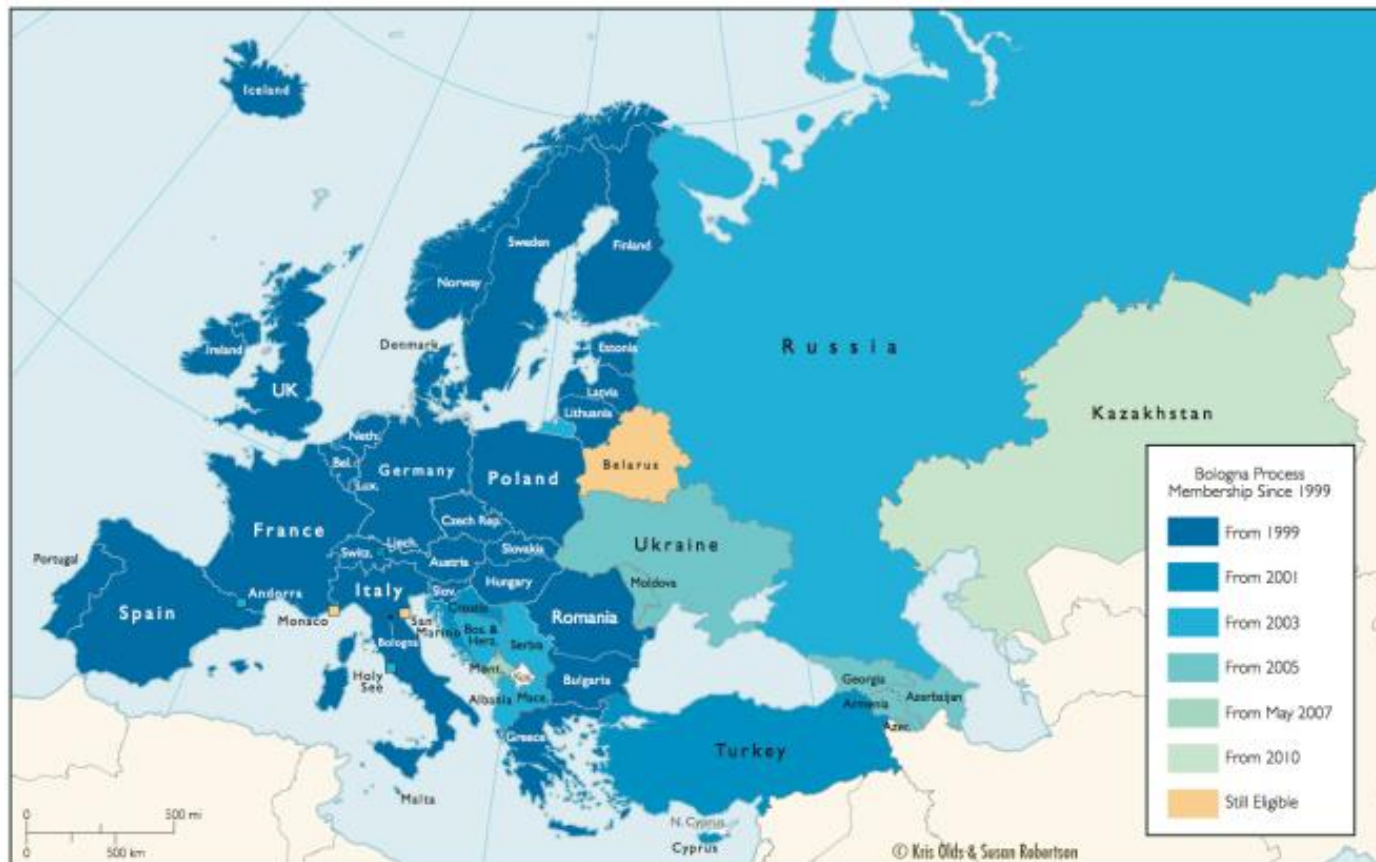 Iceland
Sweden
Finland
Norway
Russia
Denmark
Estonia
Ireland
Latvia
UK
Lithuania
Kazakhstan
Neth.
Belarus
Bel.
Germany
Poland
Lux.
France
Czech Rep.
Ukraine
Liech.
Slovakia
Switz.
Austria
Portugal
Moldova
Hungary
Italy
Andorra
Slov.
Spain
Croatia
Romania
Monaco
San
Marino
Bos. &
Herz.
Serbia
Bologna
Mont.
Kos.
Holy
See
Bulgaria
Georgia
Albania
Mace.
Armenia
Azerbaijan
Azer.
Greece
Turkey
Malta
N. Cyprus
Cyprus
Bologna Process
Membership Since 1999
From 1999
From 2001
From 2003
From 2005
From May 2007
From 2010
Still Eligible
0 500 mi
0 500 km
© Kris Olds & Susan Robertson